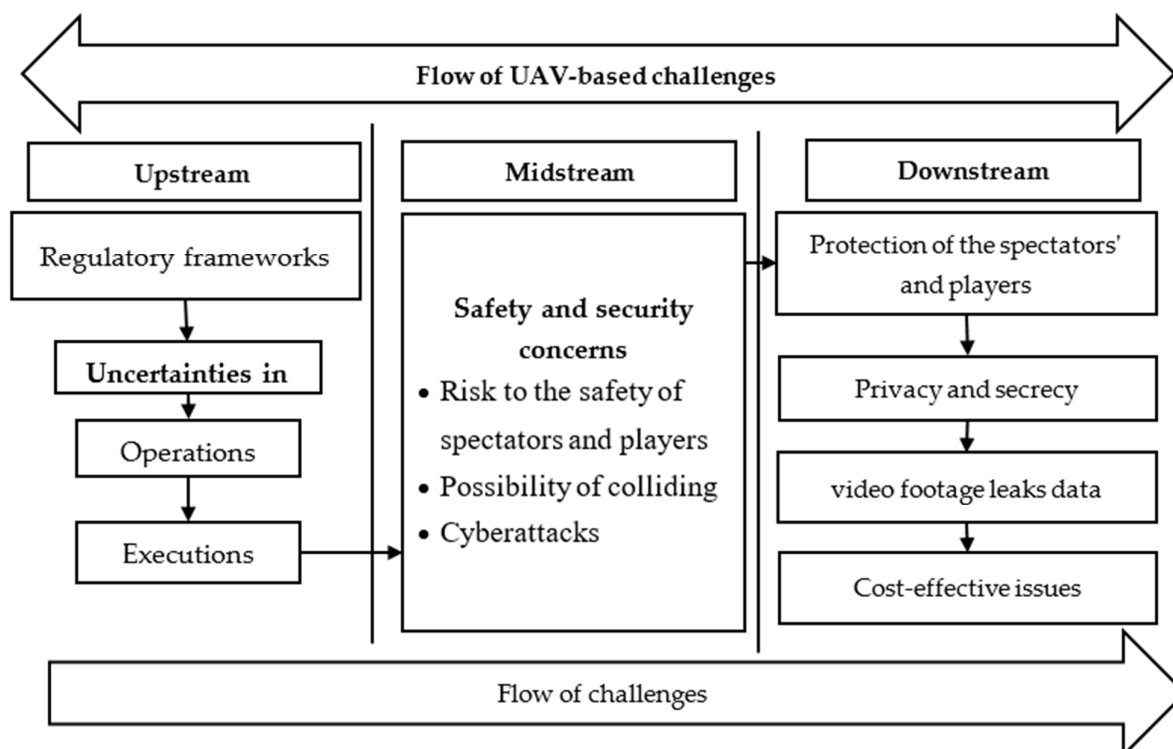 Flow of UAV-based challenges
Upstream
Midstream
Downstream
Regulatory frameworks
Uncertainties in
Operations
Executions
Safety and security
concerns
• Risk to the safety of
spectators and players
• Possibility of colliding
• Cyberattacks
Protection of the spectators'
and players
Privacy and secrecy
video footage leaks data
Cost-effective issues
Flow of challenges